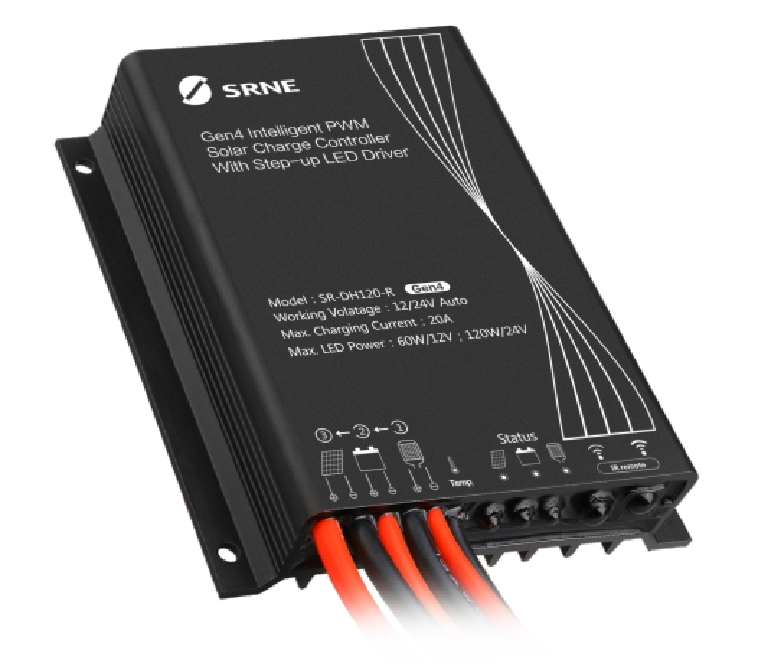 SRNE
Gen4 Intelligent PWM
Solar Charge Controller
With Step-up LED Driver
Model : SR-DH120-R Gen4
Working Volatage : 12/24V Auto
Max. Charging Current : 20A
Max. LED Power : 60W/12V ; 120W/24V
③ ← ② ← ①
Status
Temp.
IR remote